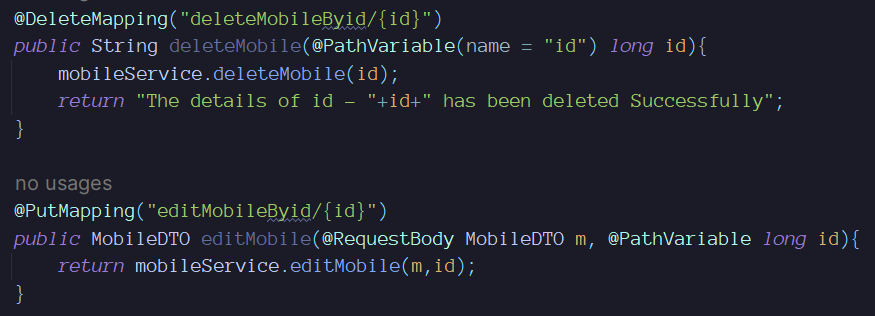 @DeleteMapping("deleteMobileByid/{id}")
public String deleteMobile(@PathVariable(name = "id") long id){
    mobileService.deleteMobile(id);
    return "The details of id - "+id+" has been deleted Successfully";
}
no usages
@PutMapping("editMobileByid/{id}")
public MobileDTO editMobile(@RequestBody MobileDTO m, @PathVariable long id){
    return mobileService.editMobile(m,id);
}